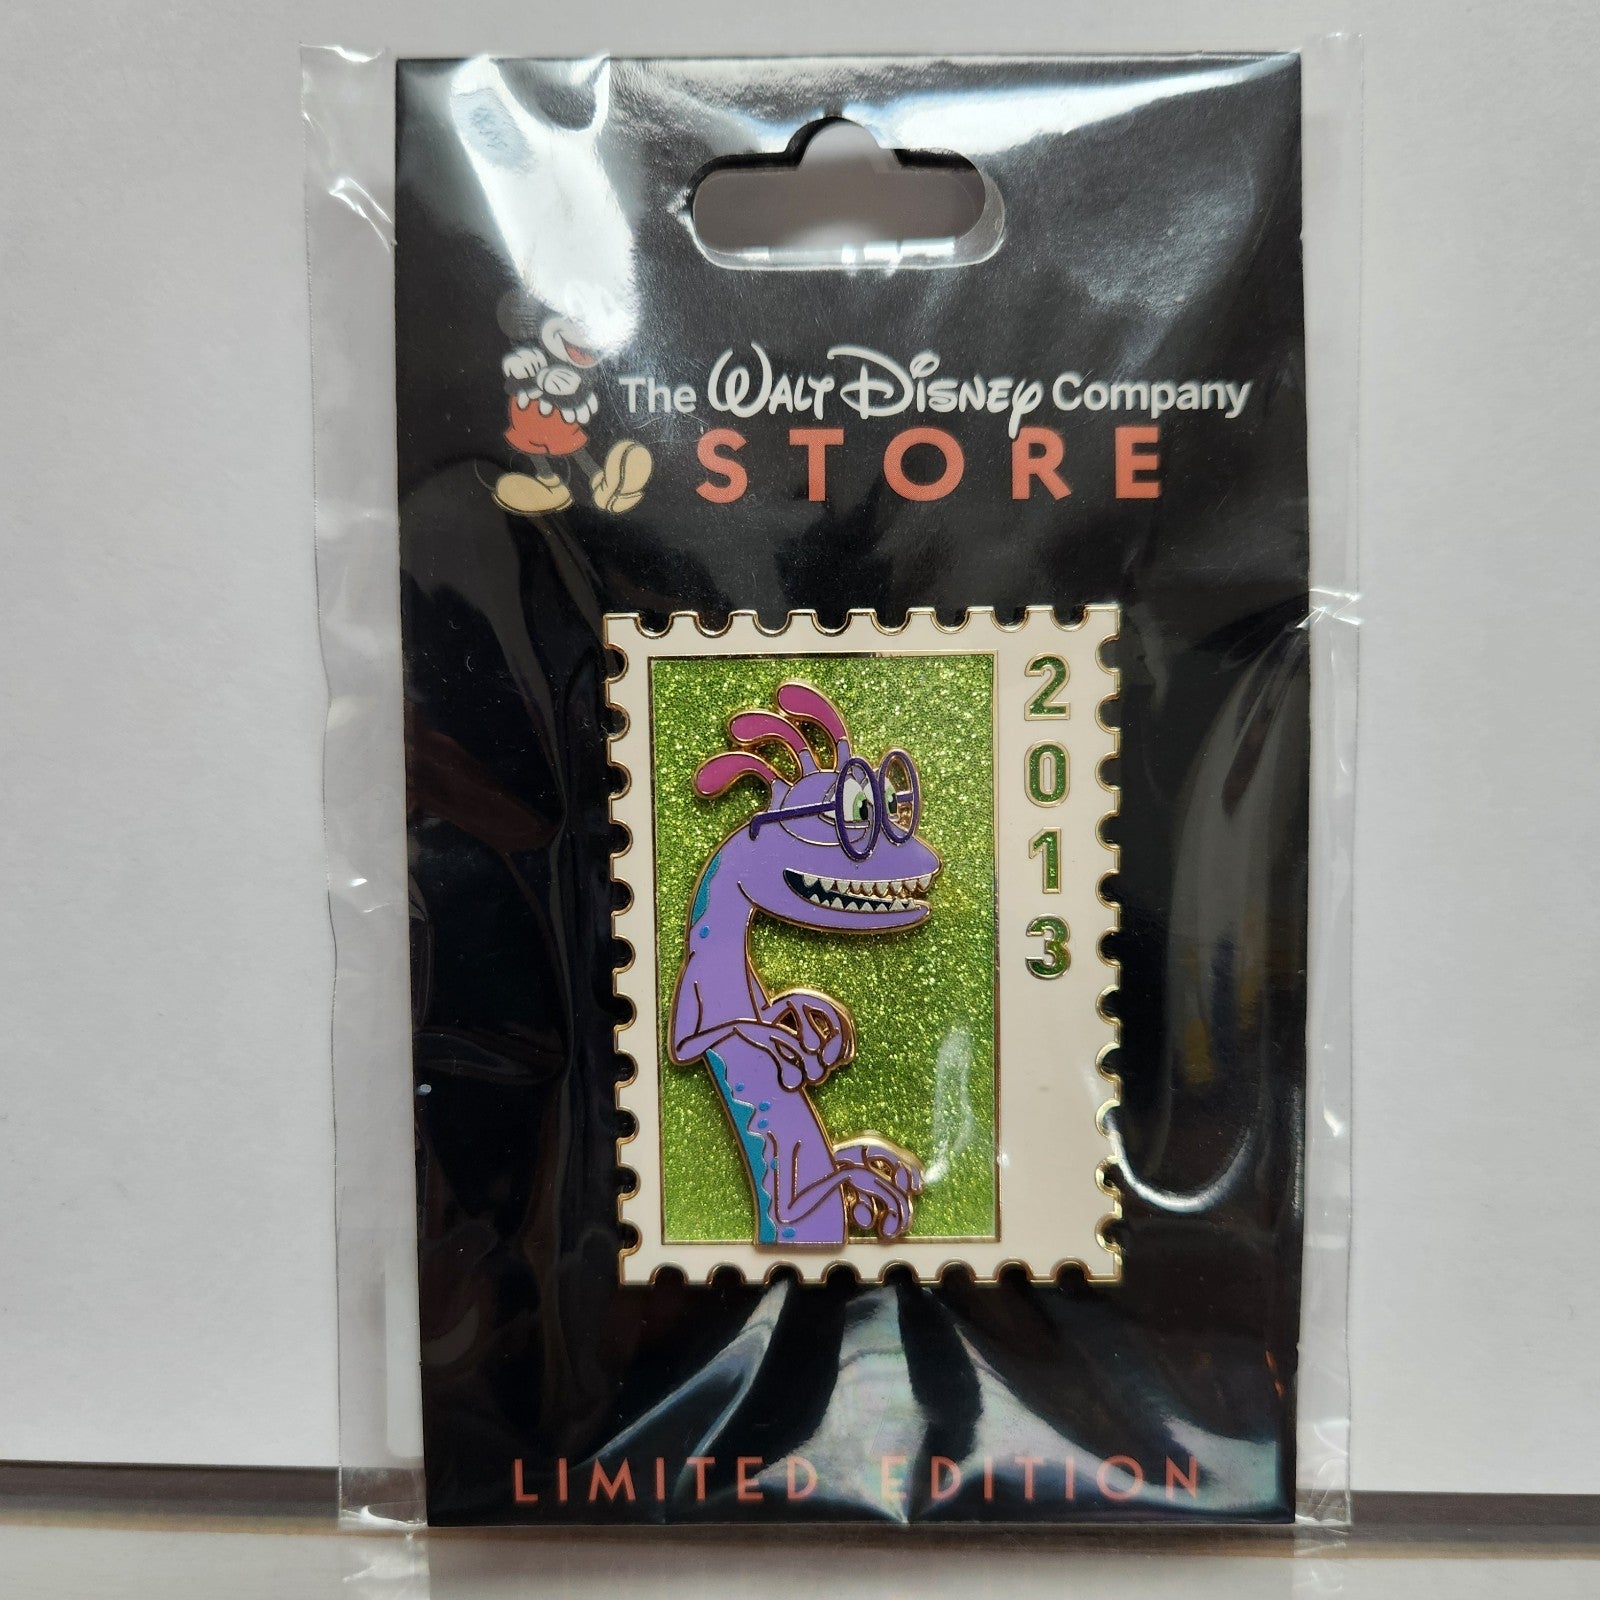 The Walt Disney Company
STORE
2013
LIMITED EDITION